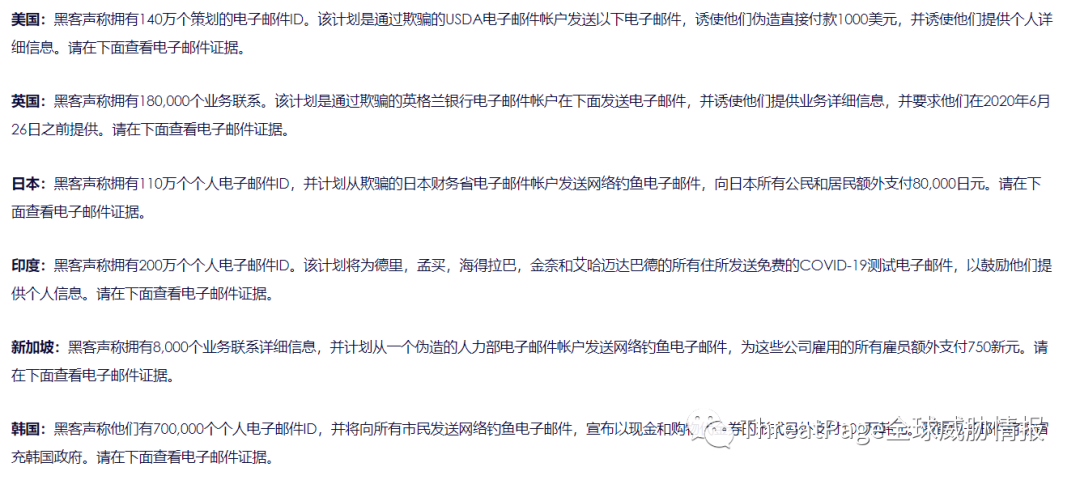 美国：黑客声称拥有140万个策划的电子邮件ID。该计划是通过欺骗的USDA电子邮件帐户发送以下电子邮件，诱使他们伪造直接付款1000美元，并诱使他们提供个人详
细信息。请在下面查看电子邮件证据。
英国：黑客声称拥有180,000个业务联系。该计划是通过欺骗的英格兰银行电子邮件帐户在下面发送电子邮件，并诱使他们提供业务详细信息，并要求他们在2020年6月
26日之前提供。请在下面查看电子邮件证据。
日本：黑客声称拥有110万个个人电子邮件ID，并计划从欺骗的日本财务省电子邮件帐户发送网络钓鱼电子邮件，向日本所有公民和居民额外支付80,000日元。请在下
面查看电子邮件证据。
印度：黑客声称拥有200万个个人电子邮件ID。该计划将为德里，孟买，海得拉巴，金奈和艾哈迈达巴德的所有住所发送免费的COVID-19测试电子邮件，以鼓励他们提
供个人信息。请在下面查看电子邮件证据。
新加坡：黑客声称拥有8,000个业务联系详细信息，并计划从一个伪造的人力部电子邮件帐户发送网络钓鱼电子邮件，为这些公司雇用的所有雇员额外支付750新元。请
在下面查看电子邮件证据。
韩国：黑客声称他们有700,000个个人电子邮件ID，并将向所有市民发送网络钓鱼电子邮件，宣布以现金和购
充韩国政府。请在下面查看电子邮件证据。
ThreatPage全球威胁情报